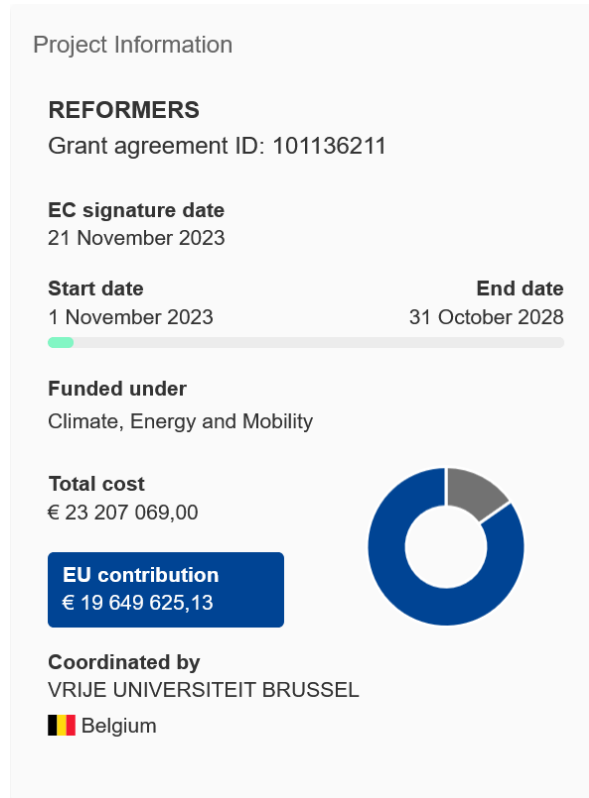 Project Information
REFORMERS
Grant agreement ID: 101136211
EC signature date
21 November 2023
Start date
End date
1 November 2023
31 October 2028
Funded under
Climate, Energy and Mobility
Total cost
€ 23 207 069,00
EU contribution
€ 19 649 625,13
Coordinated by
VRIJE UNIVERSITEIT BRUSSEL
Belgium